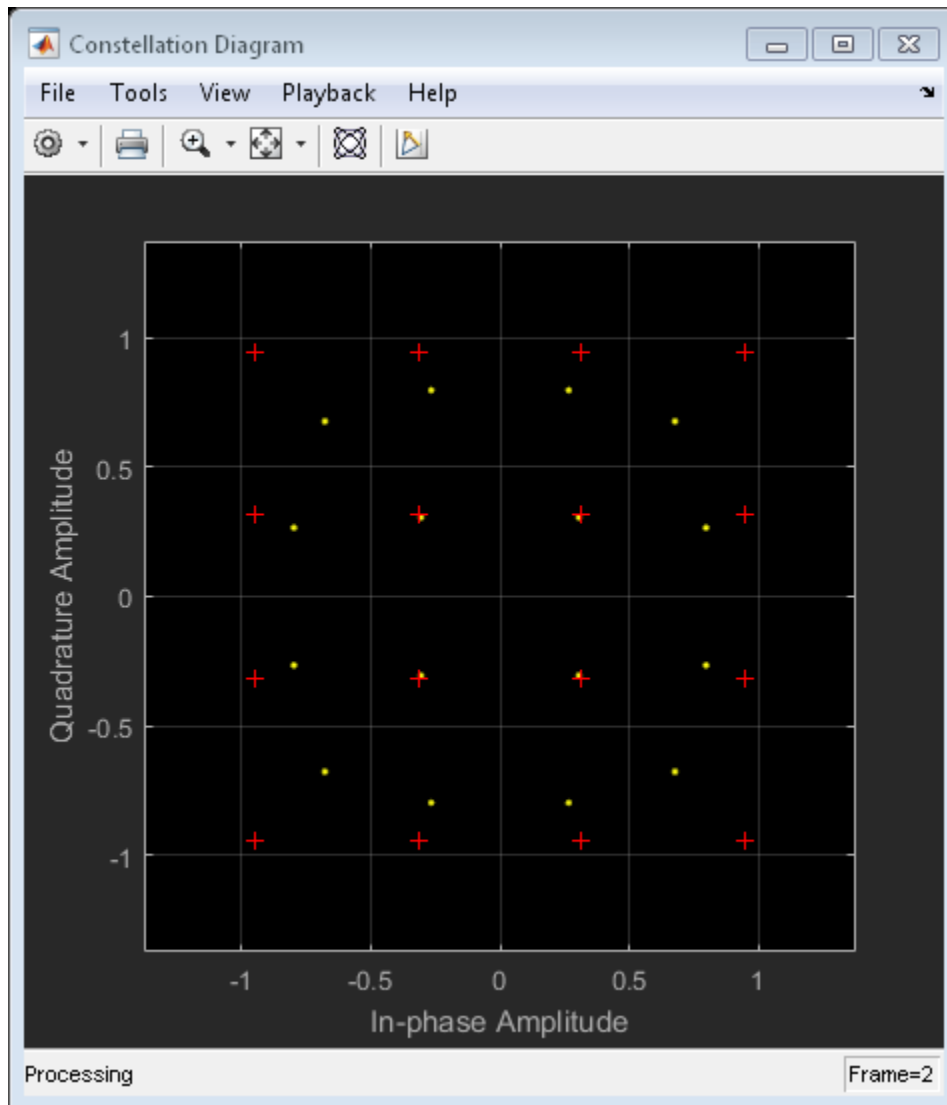 Constellation Diagram
File Tools View Playback Help
1
0.5
0
-0.5
-1
Quadrature Amplitude
-1 -0.5 0 0.5 1
In-phase Amplitude
Processing Frame=2